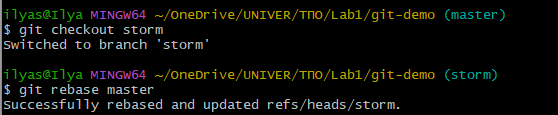 ilyas@Ilya MINGW64 ~/OneDrive/UNIVER/ТПО/Lab1/git-demo (master)
$ git checkout storm
Switched to branch 'storm'
ilyas@Ilya MINGW64 ~/OneDrive/UNIVER/ТПО/Lab1/git-demo (storm)
$ git rebase master
Successfully rebased and updated refs/heads/storm.